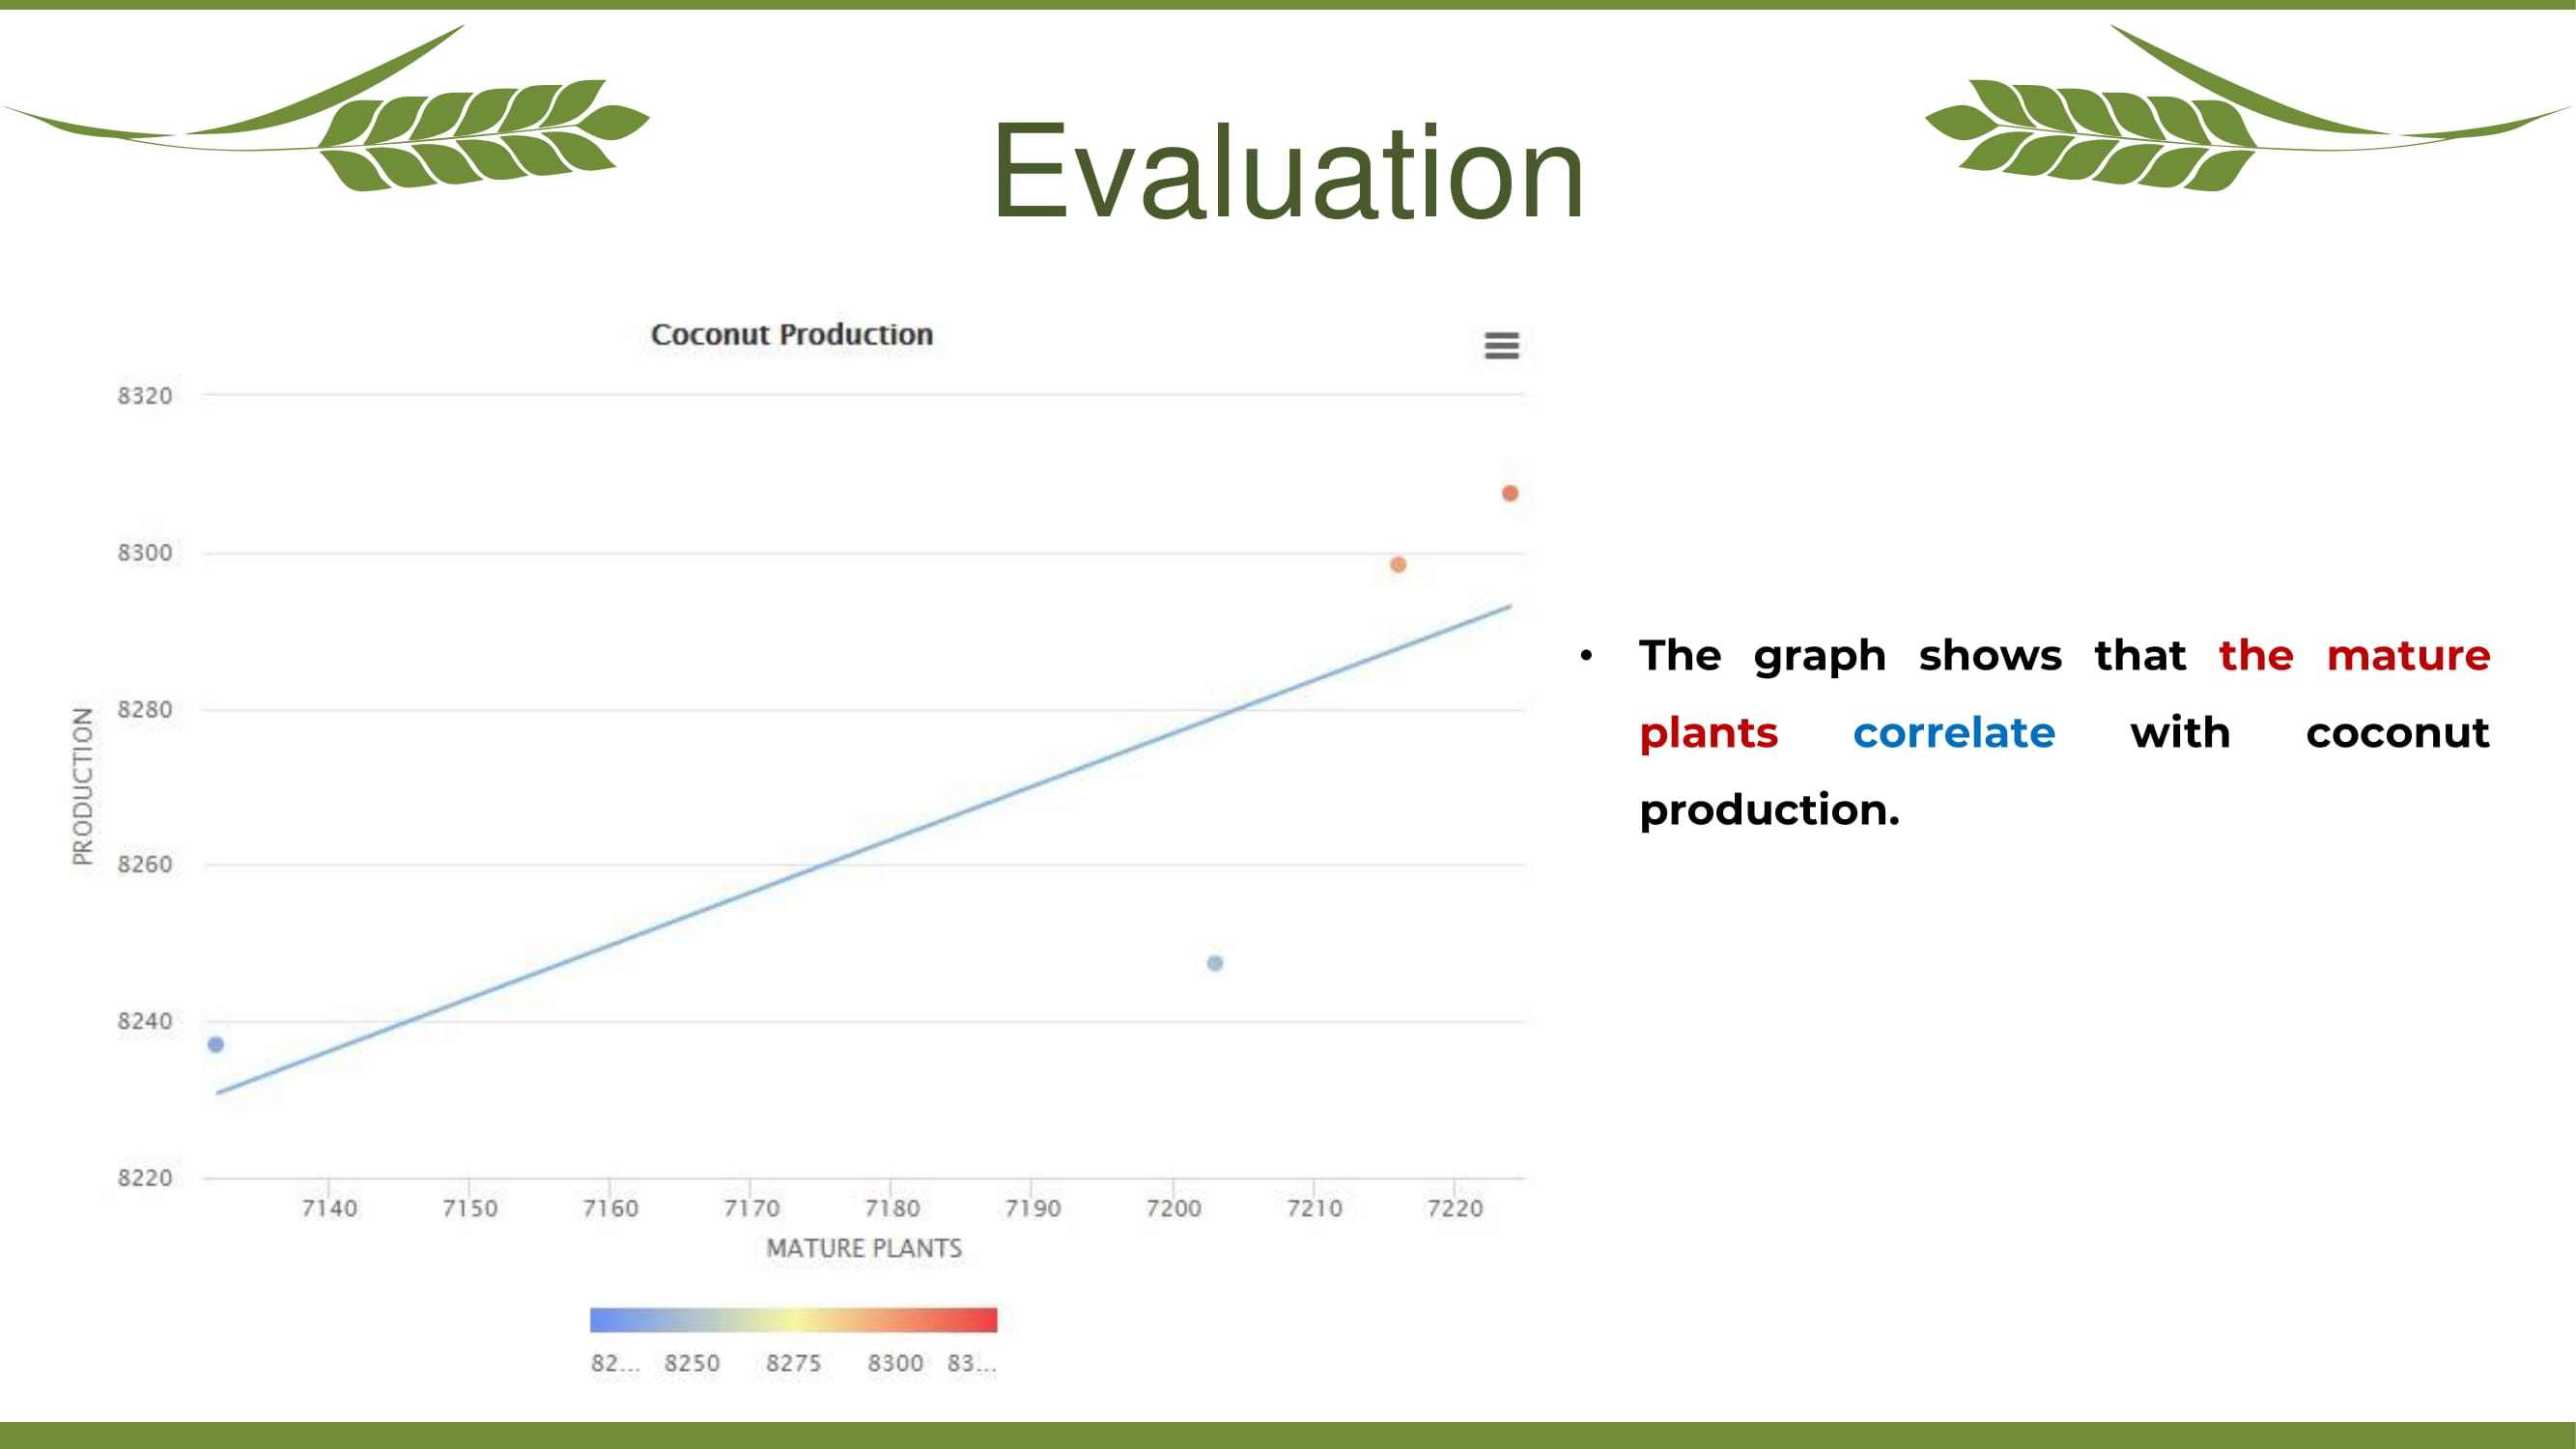 Evaluation
Coconut Production
8320
8300
8280
8260
8240
8220
PRODUCTION
7140 7150 7160 7170 7180 7190 7200 7210 7220
MATURE PLANTS
82... 8250 8275 8300 83...
• The graph shows that the mature
plants correlate with coconut
production.